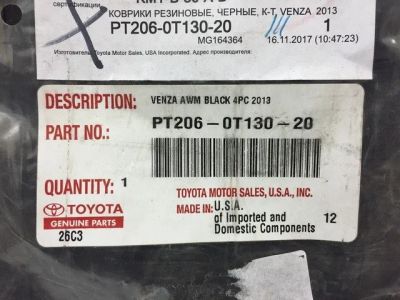 сертификации
КОВРИКИ РЕЗИНОВЫЕ, ЧЕРНЫЕ, К-Т, VENZA 2013
PT206-0T130-20 1
MG164364 16.11.2017 (10:47:23)
Изготовитель: Toyota Motor Sales, USA, Incorporated. Адрес производителя:
DESCRIPTION: VENZA AWM BLACK 4PC 2013
PART NO.: PT206-0T130-20
QUANTITY: 1
TOYOTA MOTOR SALES, U.S.A., INC.
TOYOTA
GENUINE PARTS
26C3
MADE IN: U.S.A.
of Imported and
Domestic Components
12